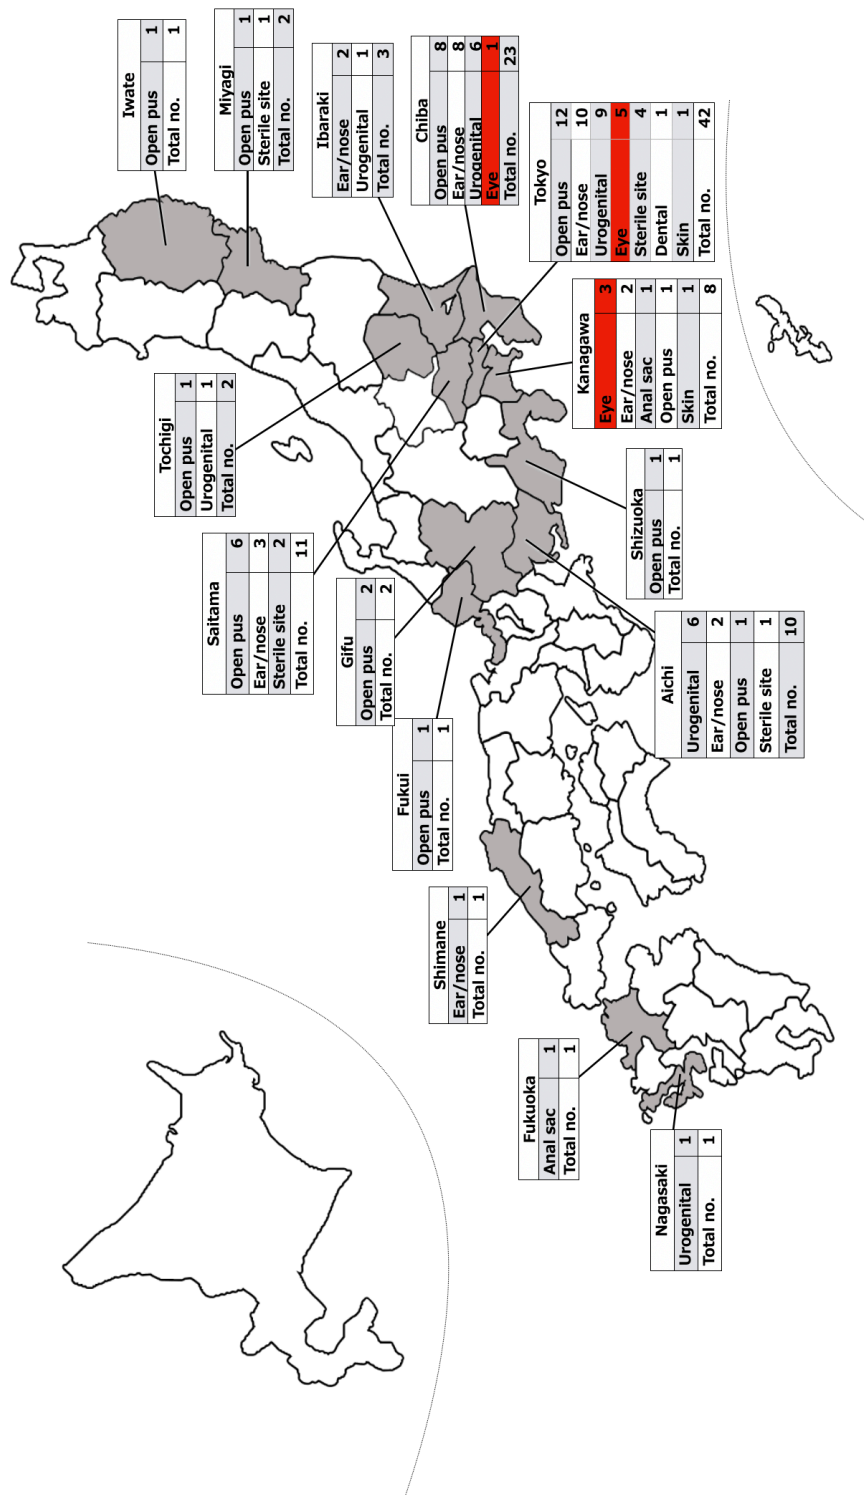 Iwate
Open pus 1
Total no. 1
Miyagi
Open pus 1
Sterile site 1
Total no. 2
Ibaraki
Ear/nose 2
Urogenital 1
Total no. 3
Chiba
Open pus 8
Ear/nose 8
Urogenital 6
Eye 1
Total no. 23
Tokyo
Open pus 12
Ear/nose 10
Urogenital 9
Eye 5
Sterile site 4
Dental 1
Skin 1
Total no. 42
Kanagawa
Eye 3
Ear/nose 2
Anal sac 1
Open pus 1
Skin 1
Total no. 8
Tochigi
Open pus 1
Urogenital 1
Total no. 2
Saitama
Open pus 6
Ear/nose 3
Sterile site 2
Total no. 11
Shizuoka
Open pus 1
Total no. 1
Gifu
Open pus 2
Total no. 2
Aichi
Urogenital 6
Ear/nose 2
Open pus 1
Sterile site 1
Total no. 10
Fukui
Open pus 1
Total no. 1
Shimane
Ear/nose 1
Total no. 1
Fukuoka
Anal sac 1
Total no. 1
Nagasaki
Urogenital 1
Total no. 1